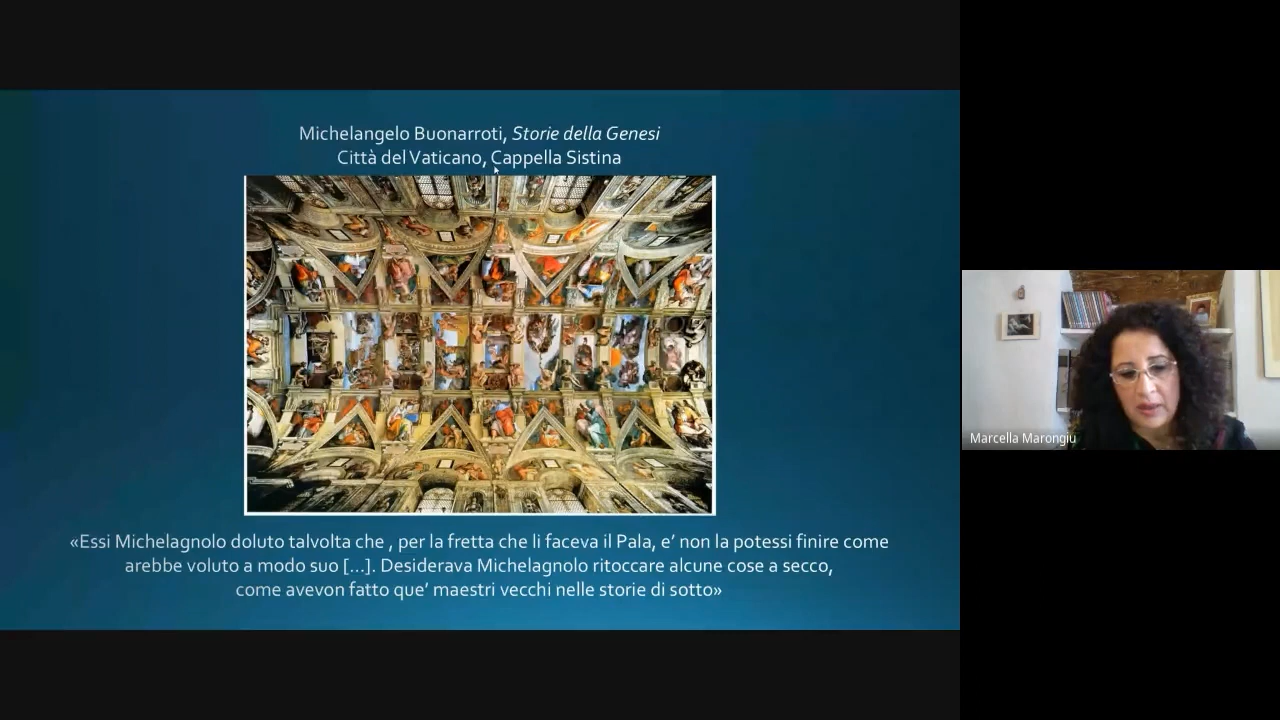 Michelangelo Buonarroti, Storie della Genesi
Città del Vaticano, Cappella Sistina
«Essi Michelagnolo doluto talvolta che , per la fretta che li faceva il Pala, e’ non la potessi finire come
arebbe voluto a modo suo [...]. Desiderava Michelagnolo ritoccare alcune cose a secco,
come avevon fatto que’ maestri vecchi nelle storie di sotto»
Marcella Marongiu